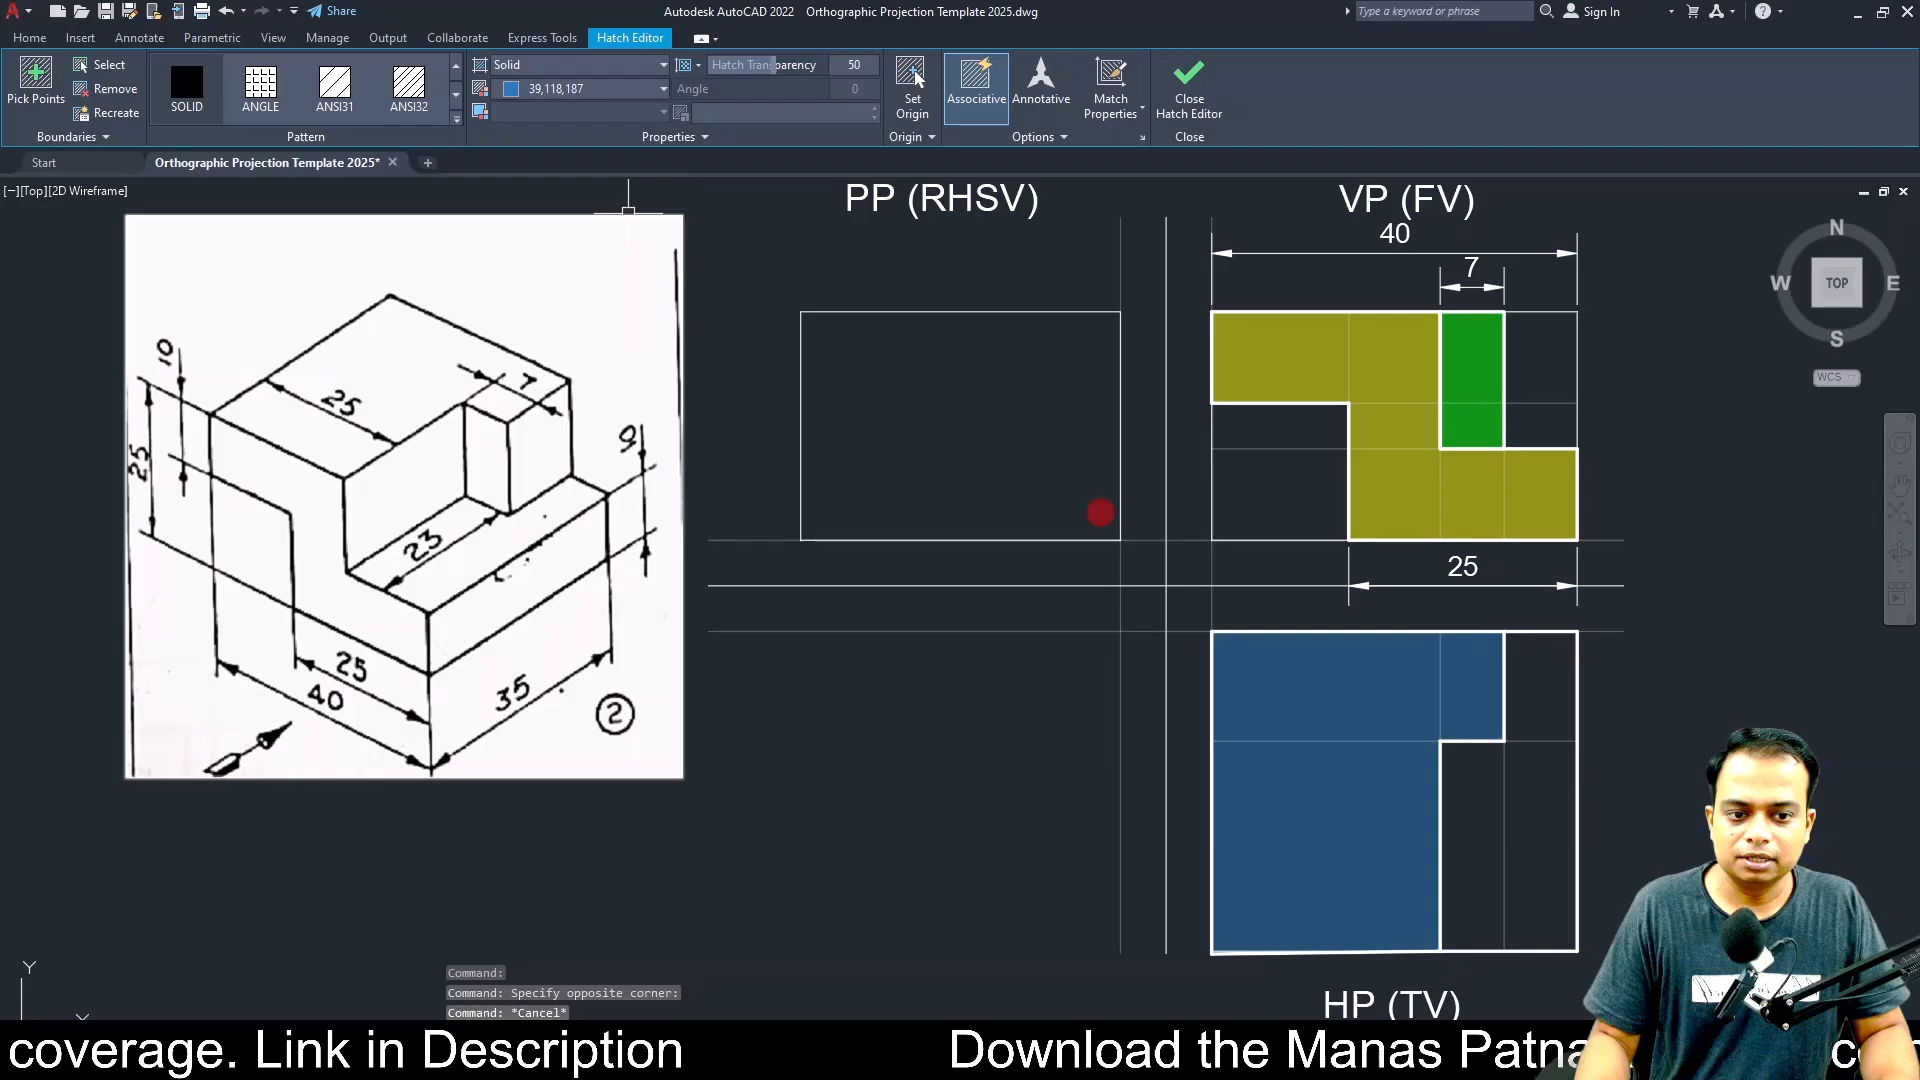 Share
Autodesk AutoCAD 2022 Orthographic Projection Template 2025.dwg
Type a keyword or phrase
Sign In
Home Insert Annotate Parametric View Manage Output Collaborate Express Tools Hatch Editor
Pick Points
Select
Remove
Recreate
SOLID ANGLE ANSI31 ANSI32
Solid
39,118,187
Hatch Transparency 50
Angle 0
Set Origin
Associative
Annotative
Match Properties
Close Hatch Editor
Boundaries Pattern Properties Origin Options Close
Start Orthographic Projection Template 2025*
[−][Top][2D Wireframe]
PP (RHSV)
VP (FV)
40
7
25
HP (TV)
N
W TOP E
S
WCS
10
25
7
25
10
23
25
40
35
2
Y
Command:
Command: Specify opposite corner:
Command: *Cancel*
coverage. Link in Description Download the Manas